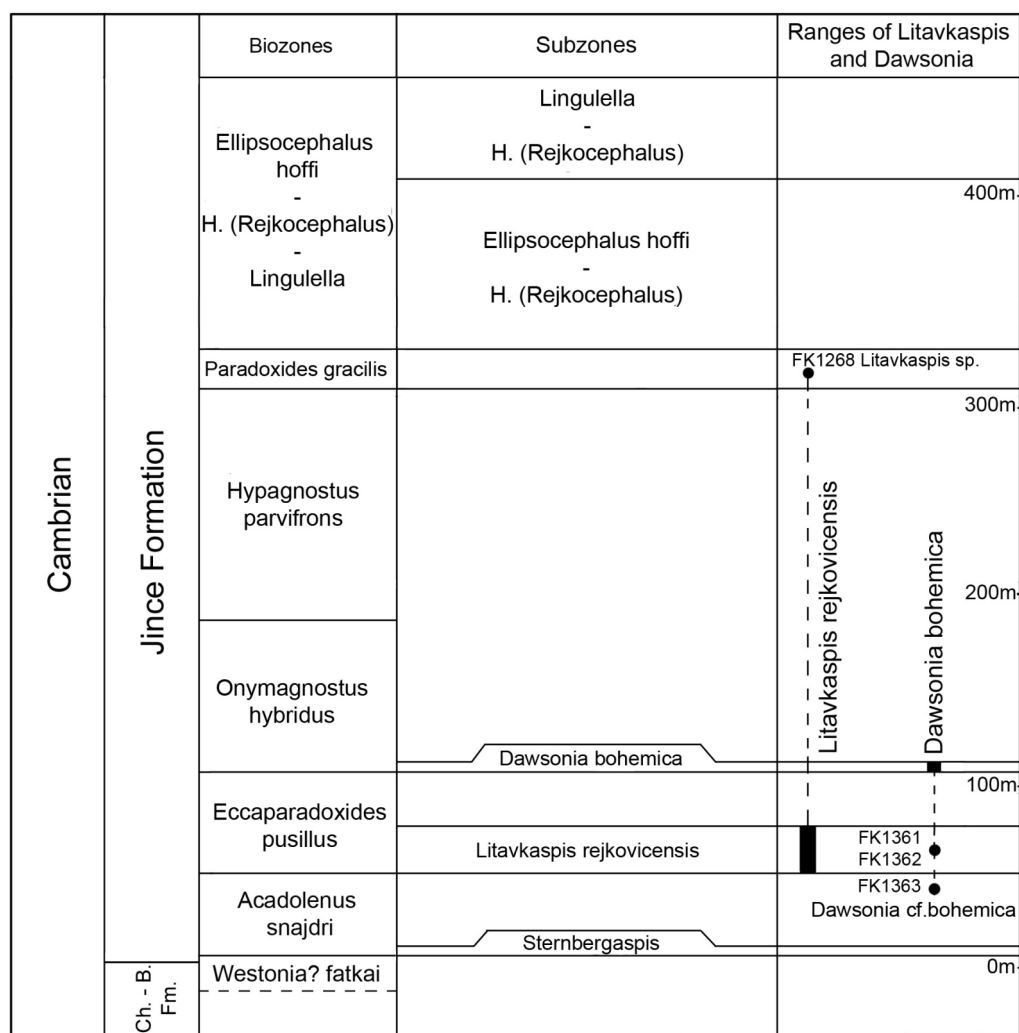 Biozones
Subzones
Ranges of Litavkaspis
and Dawsonia
Cambrian
Jince Formation
Ch. - B.
Fm.
Ellipsocephalus
hoffi
-
H. (Rejkocephalus)
-
Lingulella
Paradoxides gracilis
Hypagnostus
parvifrons
Onymagnostus
hybridus
Eccaparadoxides
pusillus
Acadolenus
snajdri
Westonia? fatkai
Lingulella
-
H. (Rejkocephalus)
Ellipsocephalus hoffi
-
H. (Rejkocephalus)
Dawsonia bohemica
Litavkaspis rejkovicensis
Sternbergaspis
400m
FK1268 Litavkaspis sp.
300m
Litavkaspis rejkovicensis
Dawsonia bohemica
200m
100m
FK1361
FK1362
FK1363
Dawsonia cf.bohemica
0m